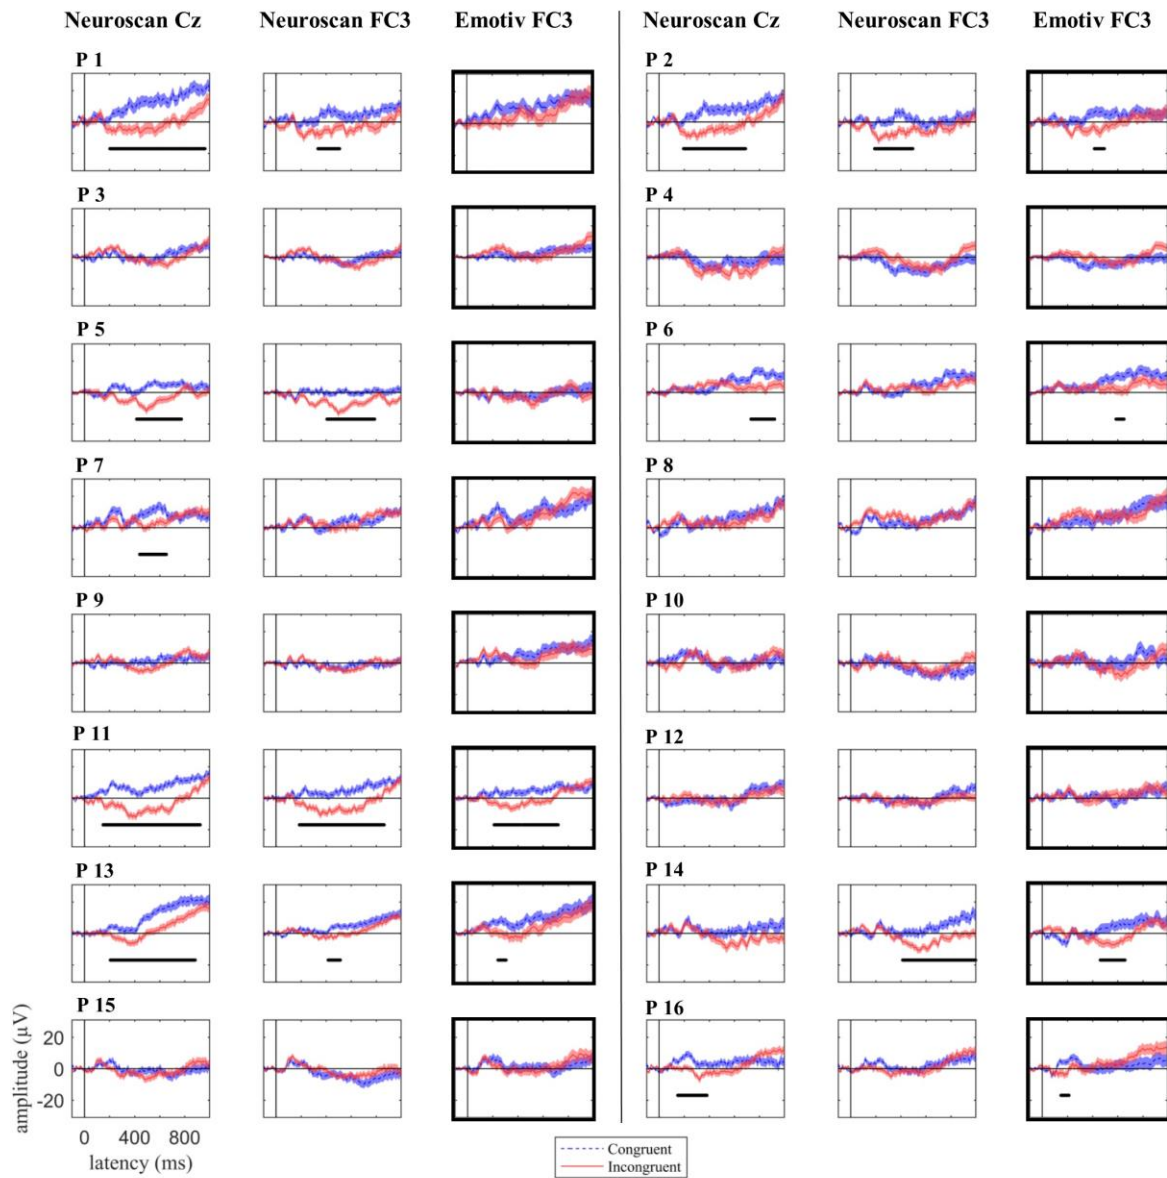 Neuroscan Cz Neuroscan FC3 Emotiv FC3 Neuroscan Cz Neuroscan FC3 Emotiv FC3
P 1 P 2
P 3 P 4
P 5 P 6
P 7 P 8
P 9 P 10
P 11 P 12
P 13 P 14
P 15 P 16
amplitude (µV)
20
0
-20
0 400 800
latency (ms)
Congruent
Incongruent